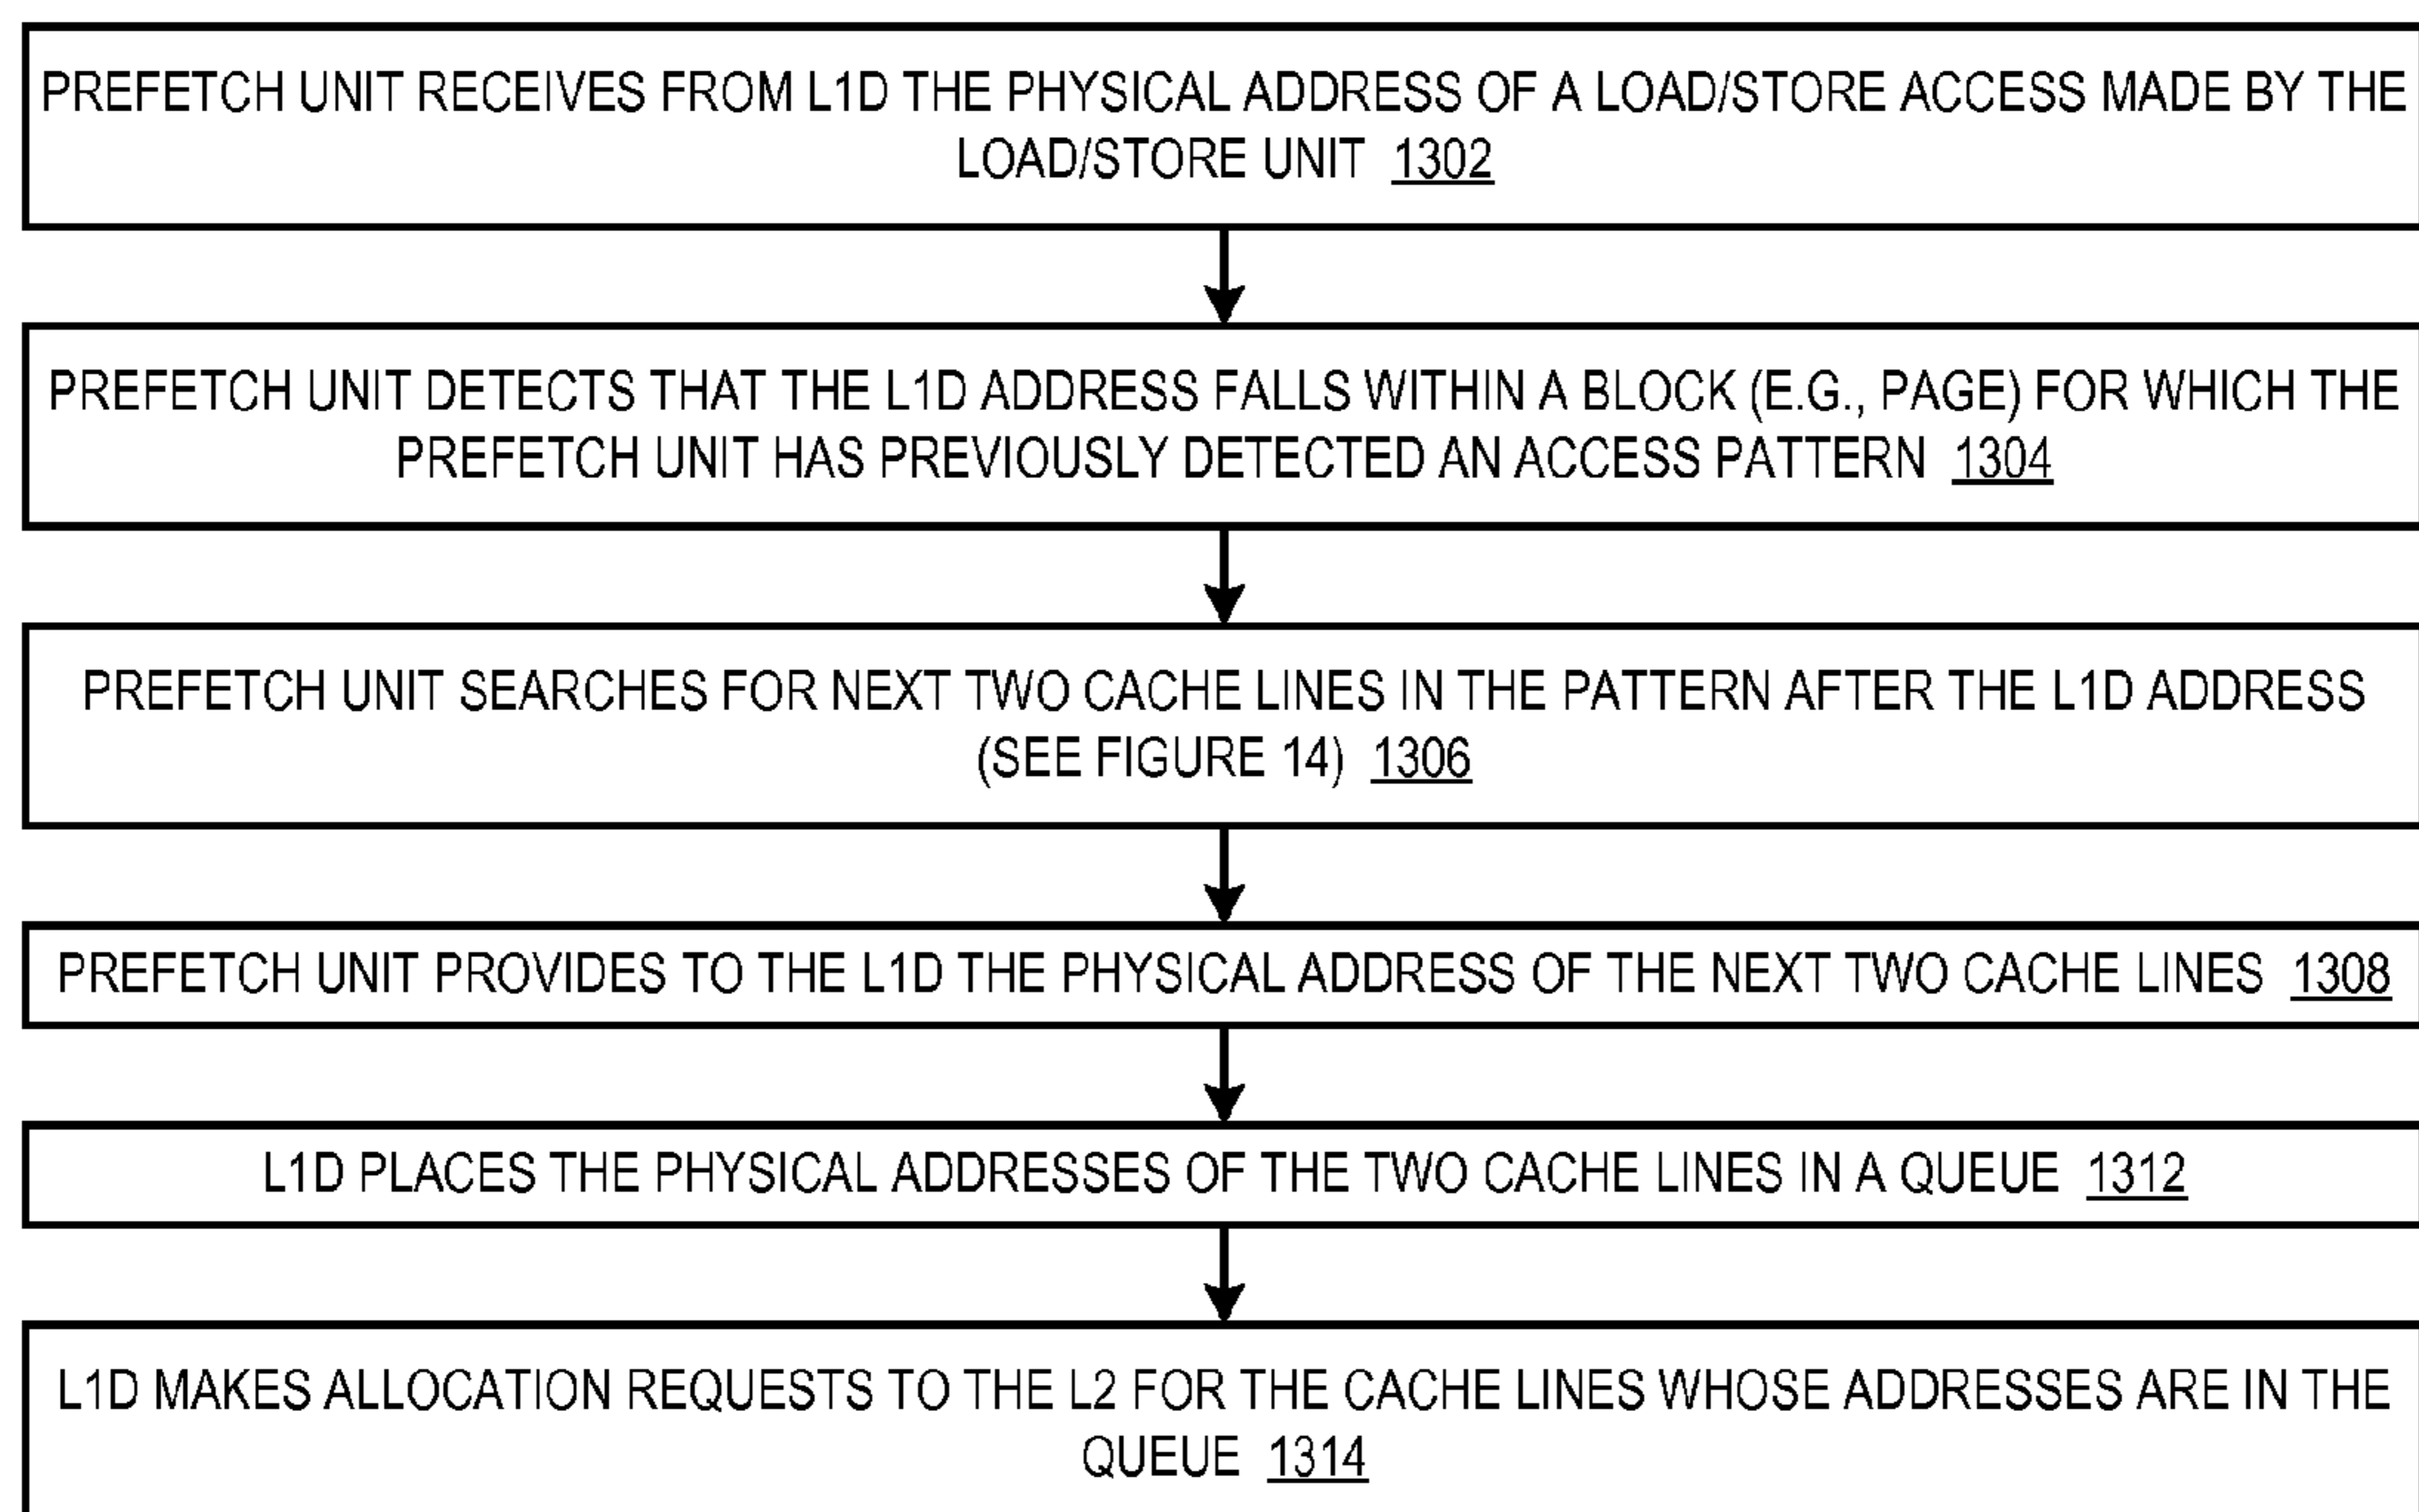 PREFETCH UNIT RECEIVES FROM L1D THE PHYSICAL ADDRESS OF A LOAD/STORE ACCESS MADE BY THE
LOAD/STORE UNIT 1302
PREFETCH UNIT DETECTS THAT THE L1D ADDRESS FALLS WITHIN A BLOCK (E.G., PAGE) FOR WHICH THE
PREFETCH UNIT HAS PREVIOUSLY DETECTED AN ACCESS PATTERN 1304
PREFETCH UNIT SEARCHES FOR NEXT TWO CACHE LINES IN THE PATTERN AFTER THE L1D ADDRESS
(SEE FIGURE 14) 1306
PREFETCH UNIT PROVIDES TO THE L1D THE PHYSICAL ADDRESS OF THE NEXT TWO CACHE LINES 1308
L1D PLACES THE PHYSICAL ADDRESSES OF THE TWO CACHE LINES IN A QUEUE 1312
L1D MAKES ALLOCATION REQUESTS TO THE L2 FOR THE CACHE LINES WHOSE ADDRESSES ARE IN THE
QUEUE 1314